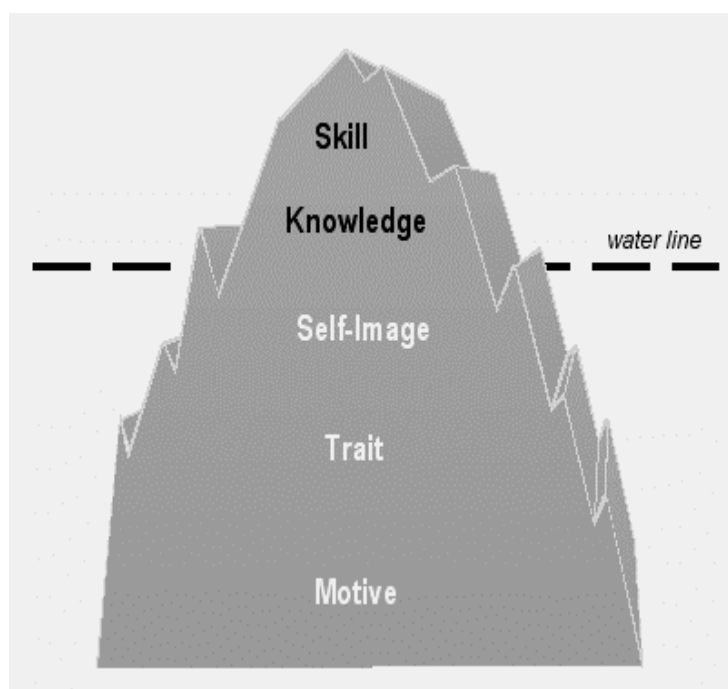 Skill
Knowledge
water line
Self-Image
Trait
Motive